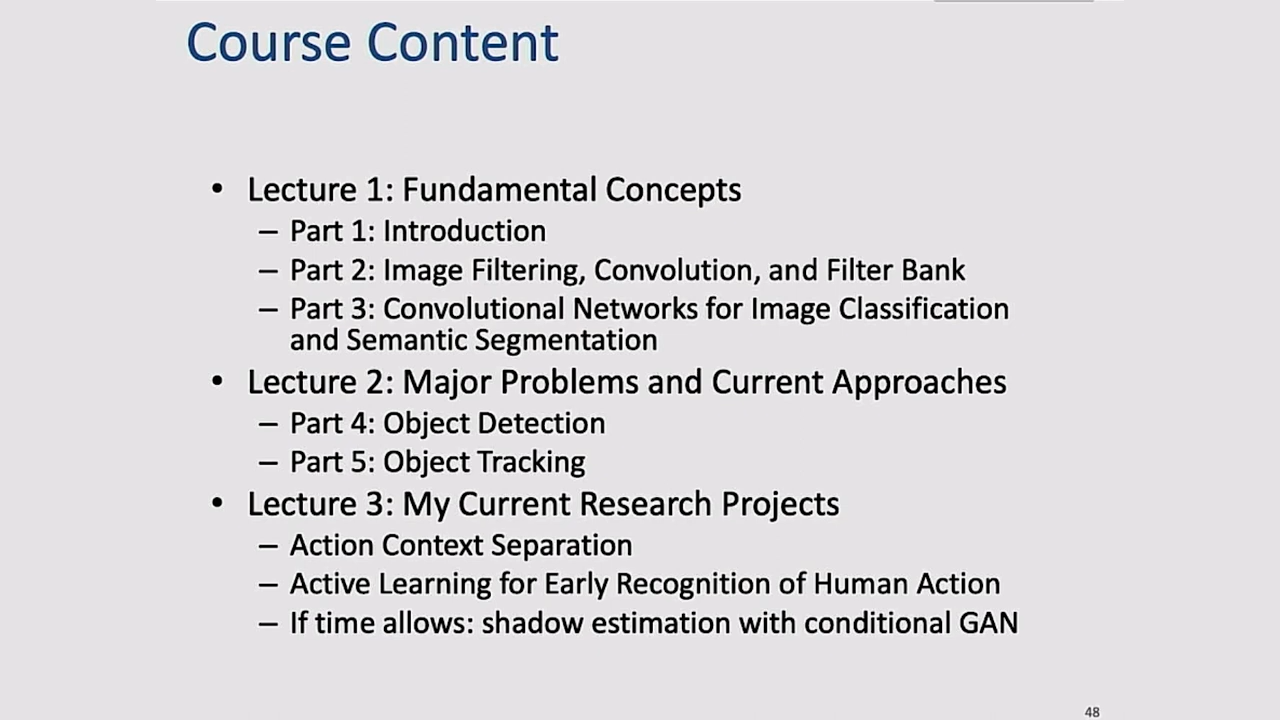 Course Content
• Lecture 1: Fundamental Concepts
– Part 1: Introduction
– Part 2: Image Filtering, Convolution, and Filter Bank
– Part 3: Convolutional Networks for Image Classification
and Semantic Segmentation
• Lecture 2: Major Problems and Current Approaches
– Part 4: Object Detection
– Part 5: Object Tracking
• Lecture 3: My Current Research Projects
– Action Context Separation
– Active Learning for Early Recognition of Human Action
– If time allows: shadow estimation with conditional GAN
48